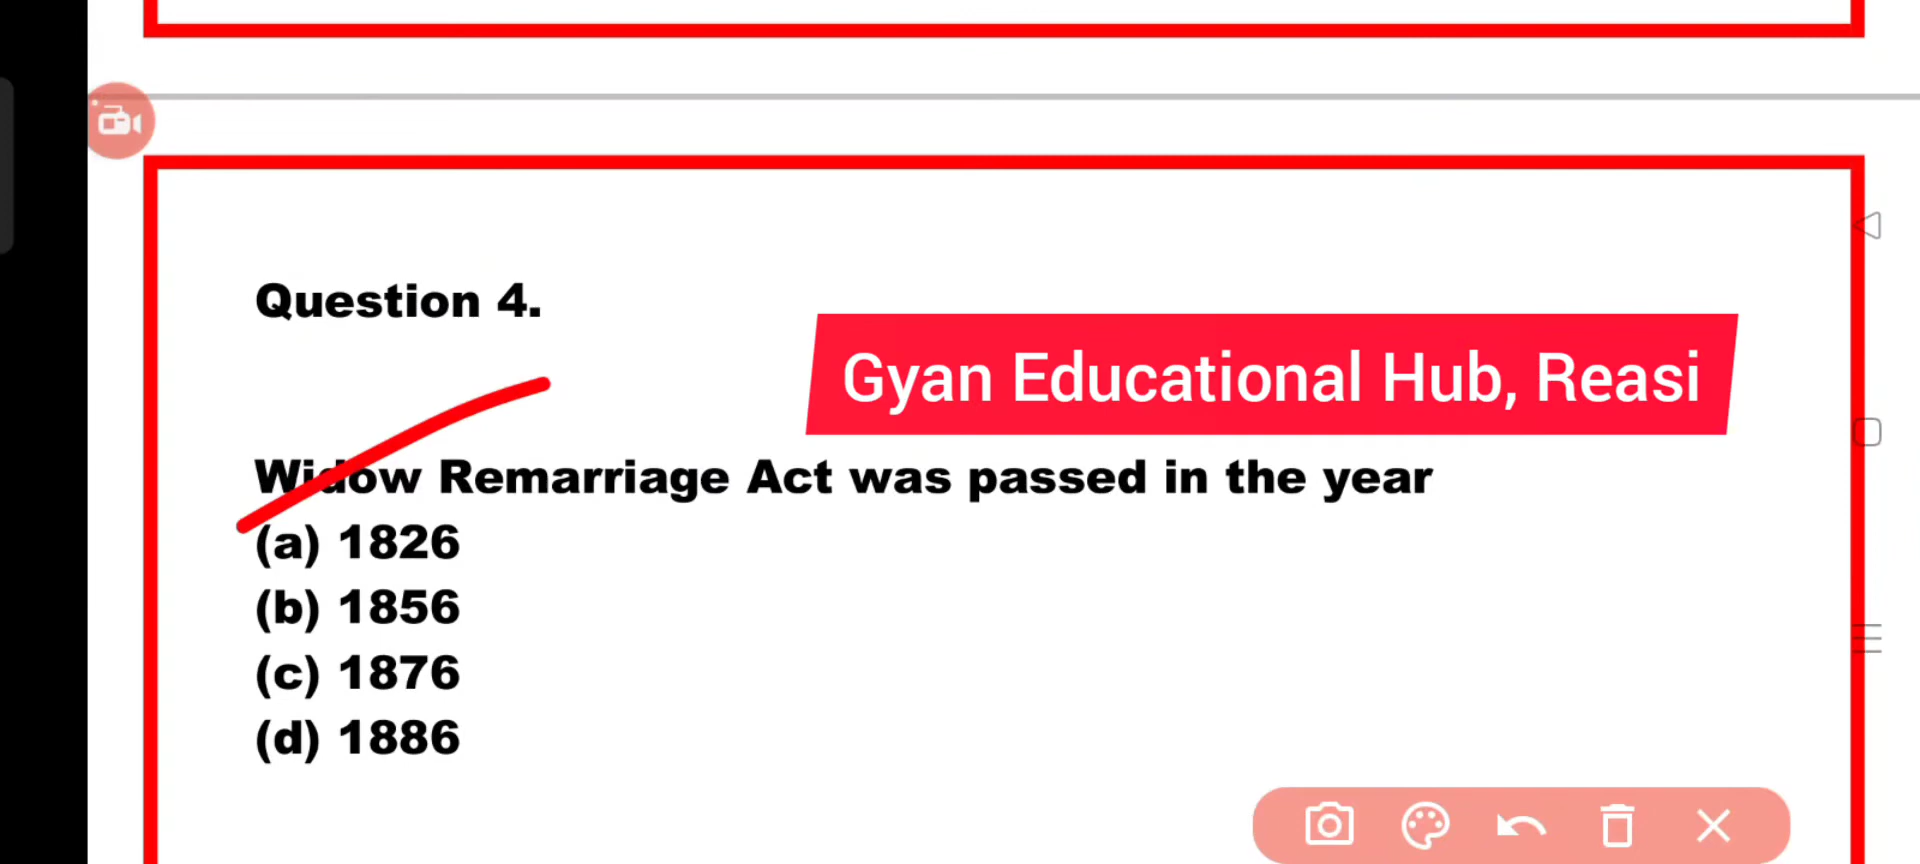 Question 4.
Gyan Educational Hub, Reasi
Widow Remarriage Act was passed in the year
(a) 1826
(b) 1856
(c) 1876
(d) 1886